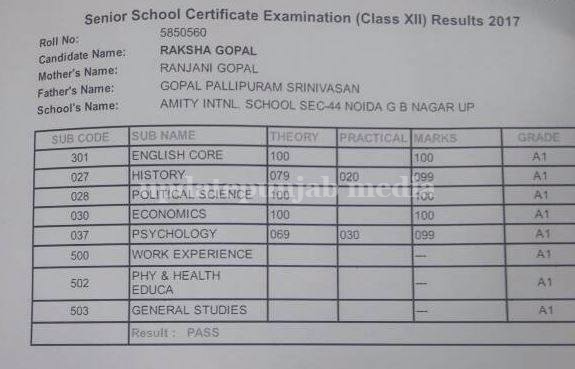 Senior School Certificate Examination (Class XII) Results 2017
Roll No: 5850560
Candidate Name: RAKSHA GOPAL
Mother's Name: RANJANI GOPAL
Father's Name: GOPAL PALLIPURAM SRINIVASAN
School's Name: AMITY INTNL. SCHOOL SEC-44 NOIDA G B NAGAR UP
SUB CODE SUB NAME THEORY PRACTICAL MARKS GRADE
301 ENGLISH CORE 100 100 A1
027 HISTORY 079 020 099 A1
updatepunjab media
028 POLITICAL SCIENCE 100 100 A1
030 ECONOMICS 100 100 A1
037 PSYCHOLOGY 069 030 099 A1
500 WORK EXPERIENCE --- A1
502 PHY & HEALTH EDUCA --- A1
503 GENERAL STUDIES --- A1
Result : PASS